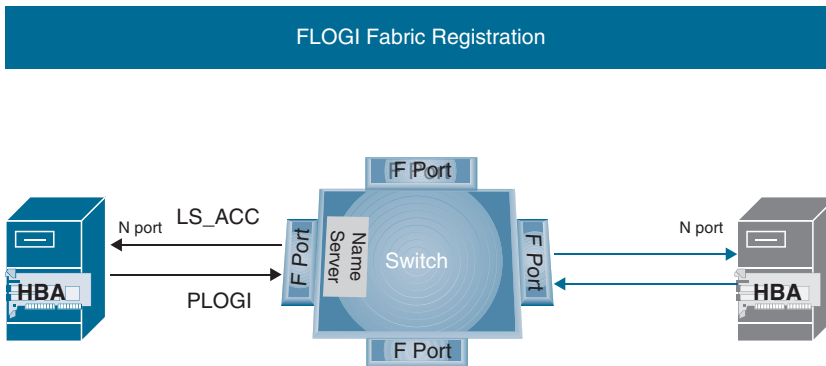 FLOGI Fabric Registration
F Port
N port
LS_ACC
F Port
Name
Server
Switch
F Port
N port
HBA
PLOGI
HBA
F Port